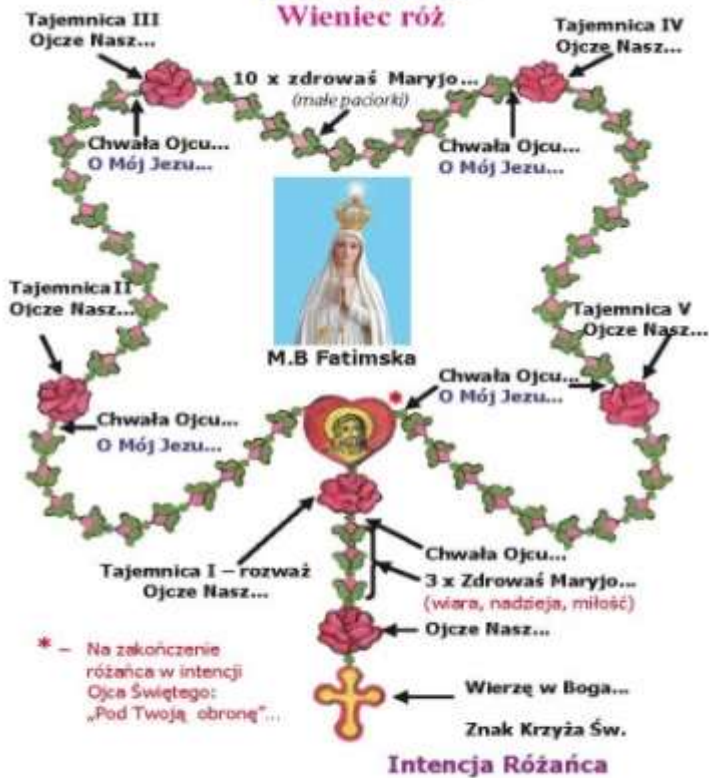 Wieniec róż
Tajemnica III
Ojcze Nasz...
Tajemnica IV
Ojcze Nasz...
10 x zdrowaś Maryjo...
(małe paciorki)
Chwała Ojcu...
O Mój Jezu...
Chwała Ojcu...
O Mój Jezu...
Tajemnica II
Ojcze Nasz...
Tajemnica V
Ojcze Nasz...
M.B Fatimska
Chwała Ojcu...
O Mój Jezu...
*
Chwała Ojcu...
O Mój Jezu...
Tajemnica I – rozważ
Ojcze Nasz...
Chwała Ojcu...
3 x Zdrowaś Maryjo...
(wiara, nadzieja, miłość)
Ojcze Nasz...
* – Na zakończenie
różańca w intencji
Ojca Świętego:
„Pod Twoją obronę"...
Wierzę w Boga...
Znak Krzyża Św.
Intencja Różańca